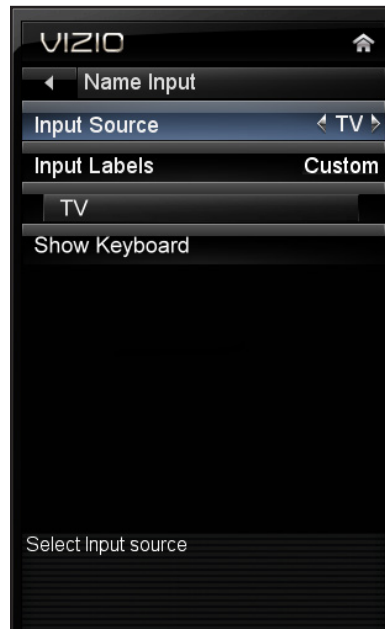 VIZIO
Name Input
Input Source TV
Input Labels Custom
TV
Show Keyboard
Select Input source